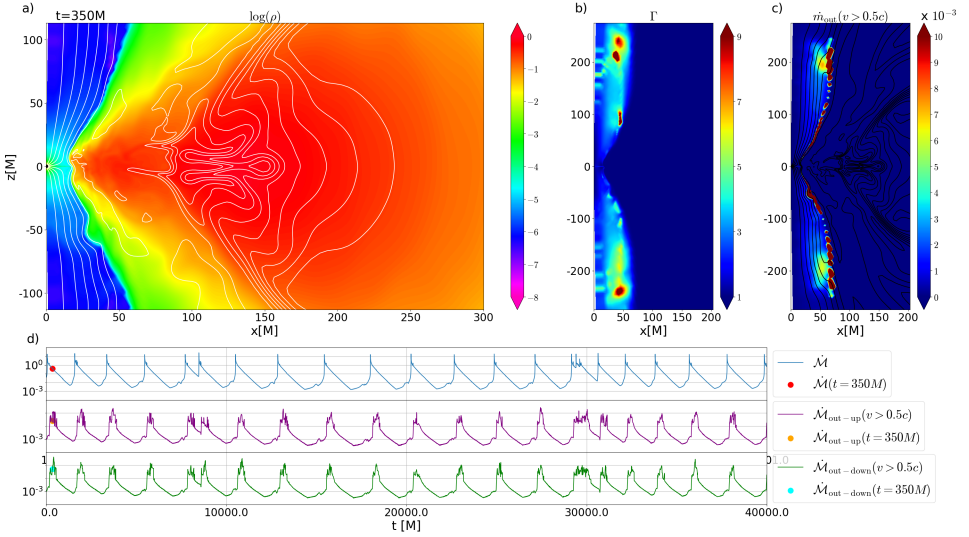 a)
t=350M
log(ρ)
b)
Γ
c)
ṁout(v > 0.5c)
x 10⁻³
z[M]
100
50
0
-50
-100
0 50 100 150 200 250 300
x[M]
0
−1
−2
−3
−4
−5
−6
−7
−8
200
100
0
-100
-200
0 50 100 150 200
x[M]
9
7
5
3
1
200
100
0
-100
-200
0 50 100 150 200
x[M]
10
9
8
7
6
5
4
3
2
1
0
d)
10⁰
10⁻³
10⁻³
1
01.0
10⁻³
0.0 10000.0 20000.0 30000.0 40000.0
t [M]
Ṁ
Ṁ(t = 350M)
Ṁout−up(v > 0.5c)
Ṁout−up(t = 350M)
Ṁout−down(v > 0.5c)
Ṁout−down(t = 350M)